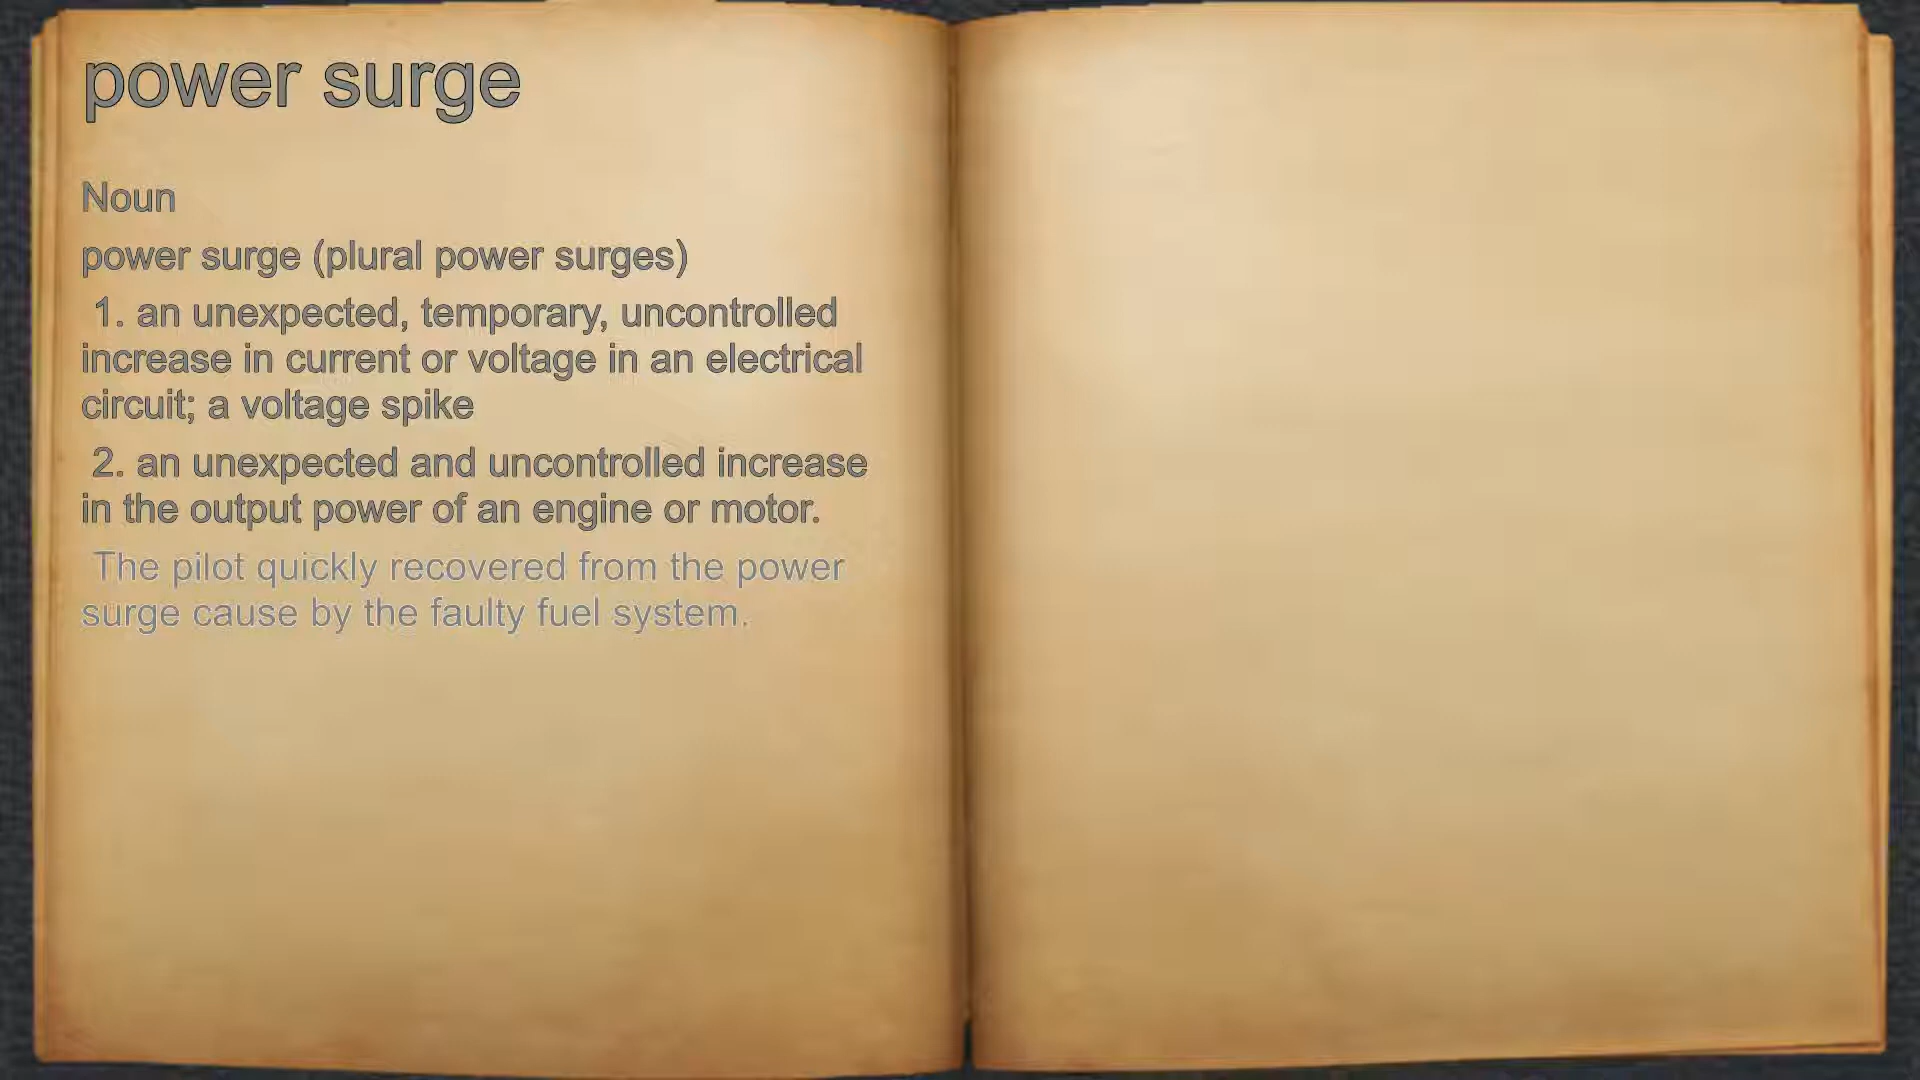 power surge
Noun
power surge (plural power surges)
1. an unexpected, temporary, uncontrolled
increase in current or voltage in an electrical
circuit; a voltage spike
2. an unexpected and uncontrolled increase
in the output power of an engine or motor.
The pilot quickly recovered from the power
surge cause by the faulty fuel system.